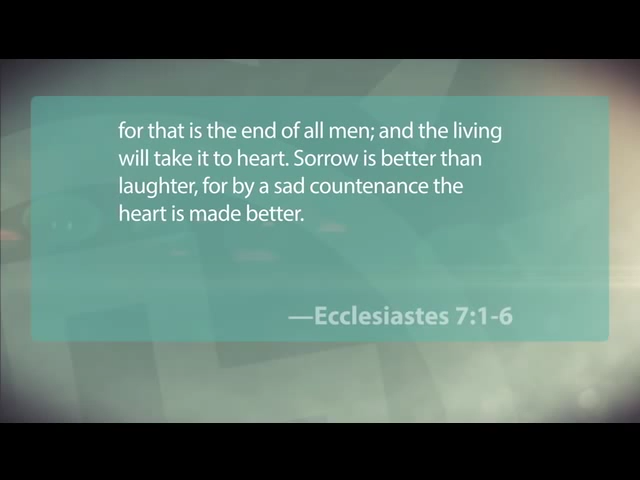 for that is the end of all men; and the living
will take it to heart. Sorrow is better than
laughter, for by a sad countenance the
heart is made better.
—Ecclesiastes 7:1-6